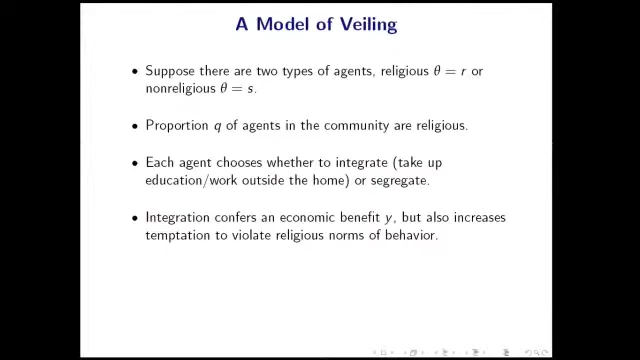 A Model of Veiling
• Suppose there are two types of agents, religious θ = r or
nonreligious θ = s.
• Proportion q of agents in the community are religious.
• Each agent chooses whether to integrate (take up
education/work outside the home) or segregate.
• Integration confers an economic benefit y, but also increases
temptation to violate religious norms of behavior.